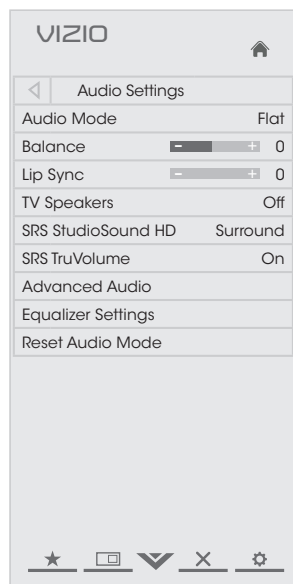 VIZIO
Audio Settings
Audio Mode Flat
Balance - + 0
Lip Sync - + 0
TV Speakers Off
SRS StudioSound HD Surround
SRS TruVolume On
Advanced Audio
Equalizer Settings
Reset Audio Mode